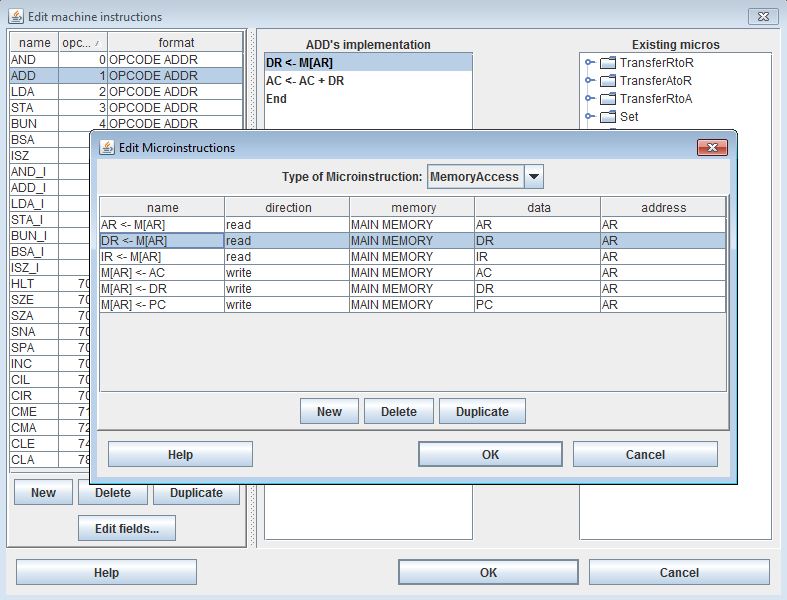 Edit machine instructions
name opc... format
AND 0 OPCODE ADDR
ADD 1 OPCODE ADDR
LDA 2 OPCODE ADDR
STA 3 OPCODE ADDR
BUN 4 OPCODE ADDR
BSA
ISZ
AND_I
ADD_I
LDA_I
STA_I
BUN_I
BSA_I
ISZ_I
HLT 70
SZE 70
SZA 70
SNA 70
SPA 70
INC 70
CIL 70
CIR 70
CME 71
CMA 72
CLE 74
CLA 78
New Delete Duplicate
Edit fields...
ADD's implementation
DR <- M[AR]
AC <- AC + DR
End
Existing micros
TransferRtoR
TransferAtoR
TransferRtoA
Set
Edit Microinstructions
Type of Microinstruction: MemoryAccess
name direction memory data address
AR <- M[AR] read MAIN MEMORY AR AR
DR <- M[AR] read MAIN MEMORY DR AR
IR <- M[AR] read MAIN MEMORY IR AR
M[AR] <- AC write MAIN MEMORY AC AR
M[AR] <- DR write MAIN MEMORY DR AR
M[AR] <- PC write MAIN MEMORY PC AR
New Delete Duplicate
Help OK Cancel
Help OK Cancel